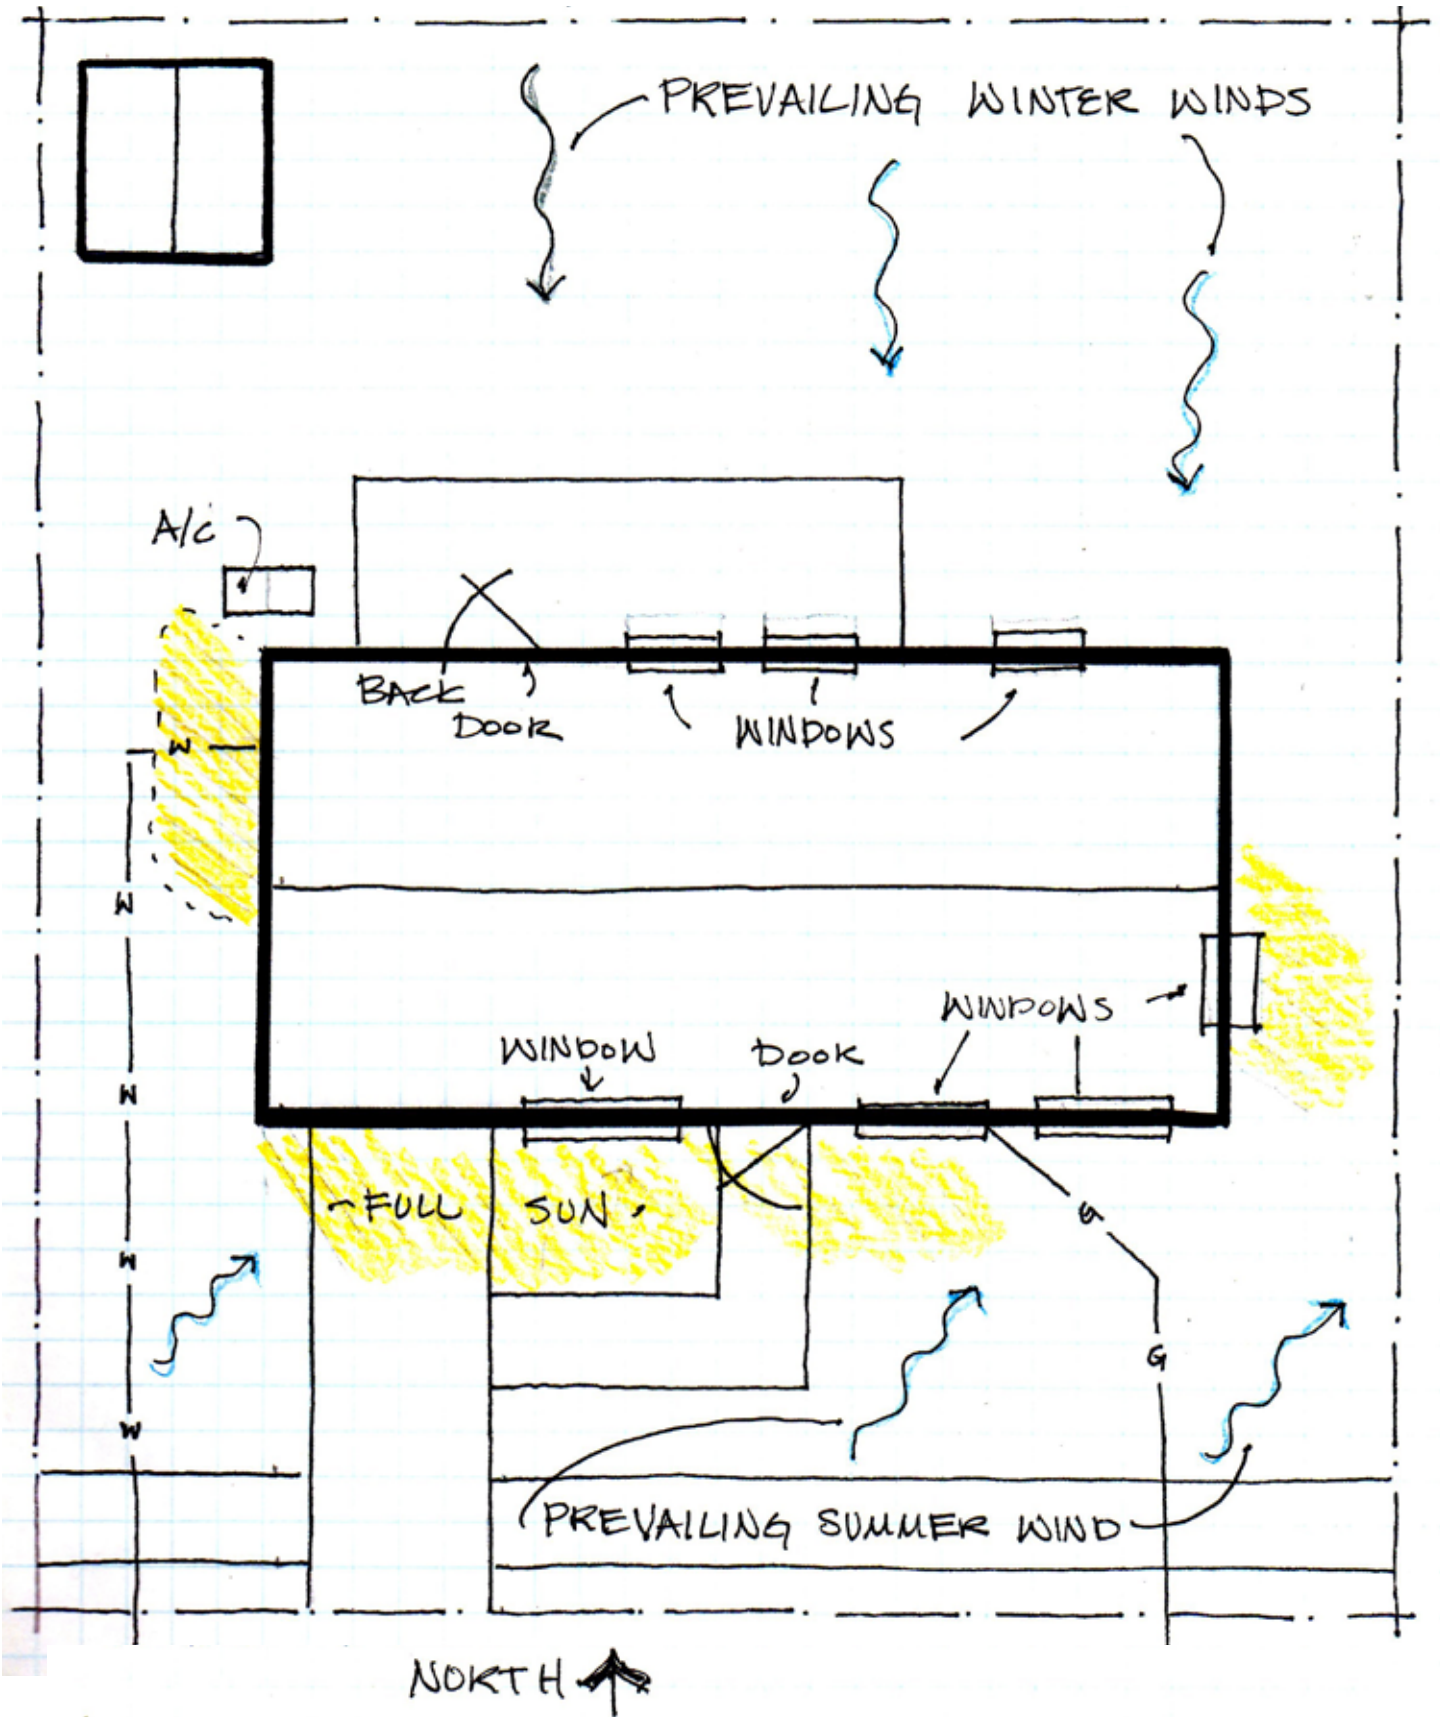 PREVAILING WINTER WINDS
A/C
BACK
DOOR
WINDOWS
W
W
WINDOWS
WINDOW
DOOR
W
FULL SUN
G
W
G
W
PREVAILING SUMMER WIND
NORTH